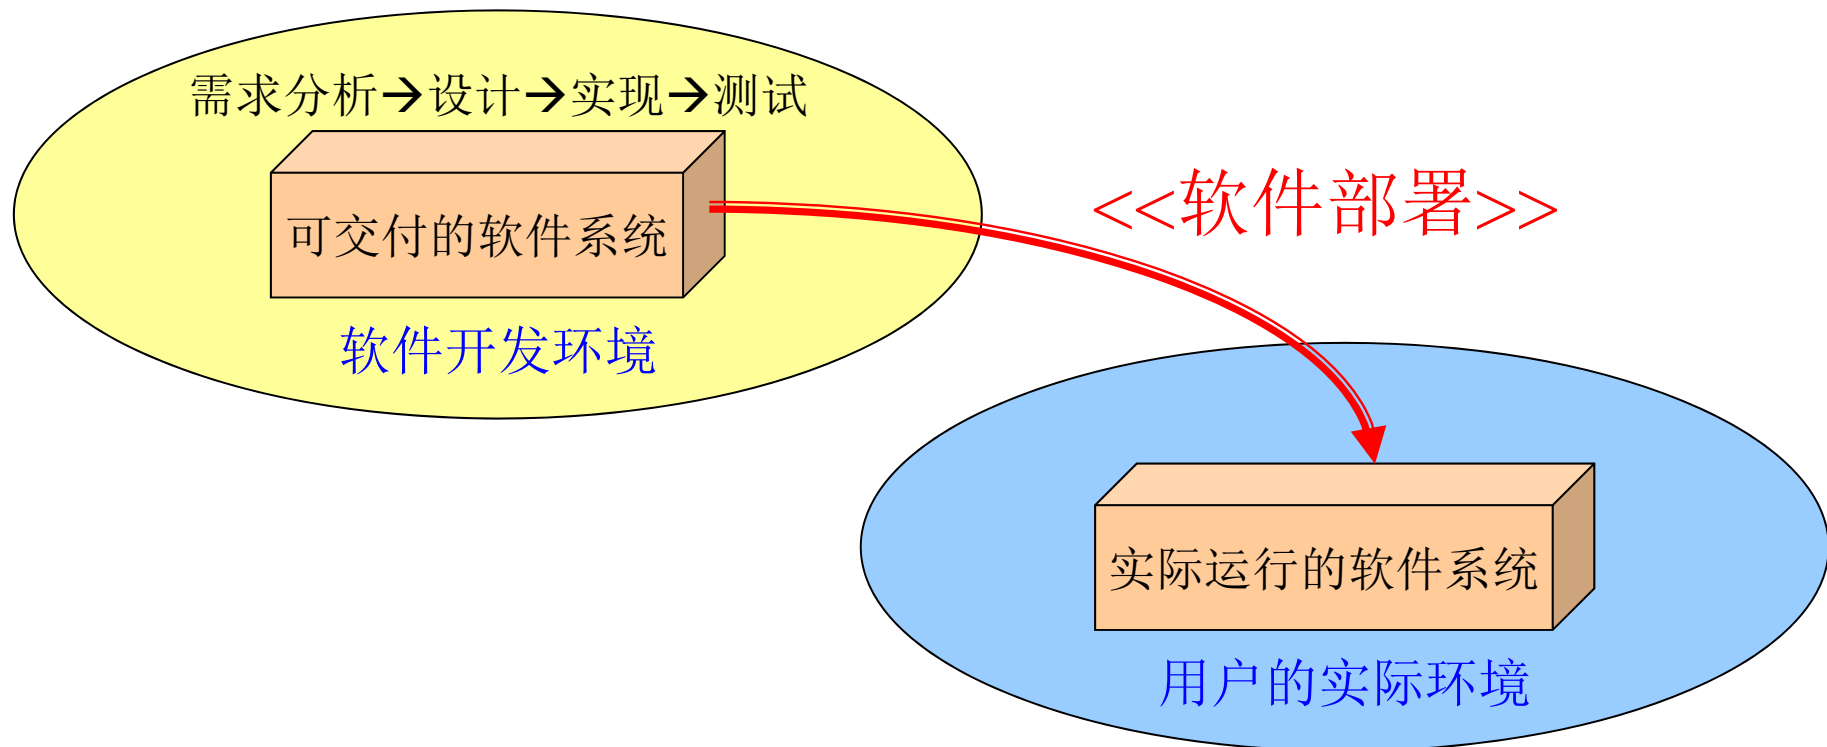 需求分析→设计→实现→测试
可交付的软件系统
软件开发环境
<<软件部署>>
实际运行的软件系统
用户的实际环境